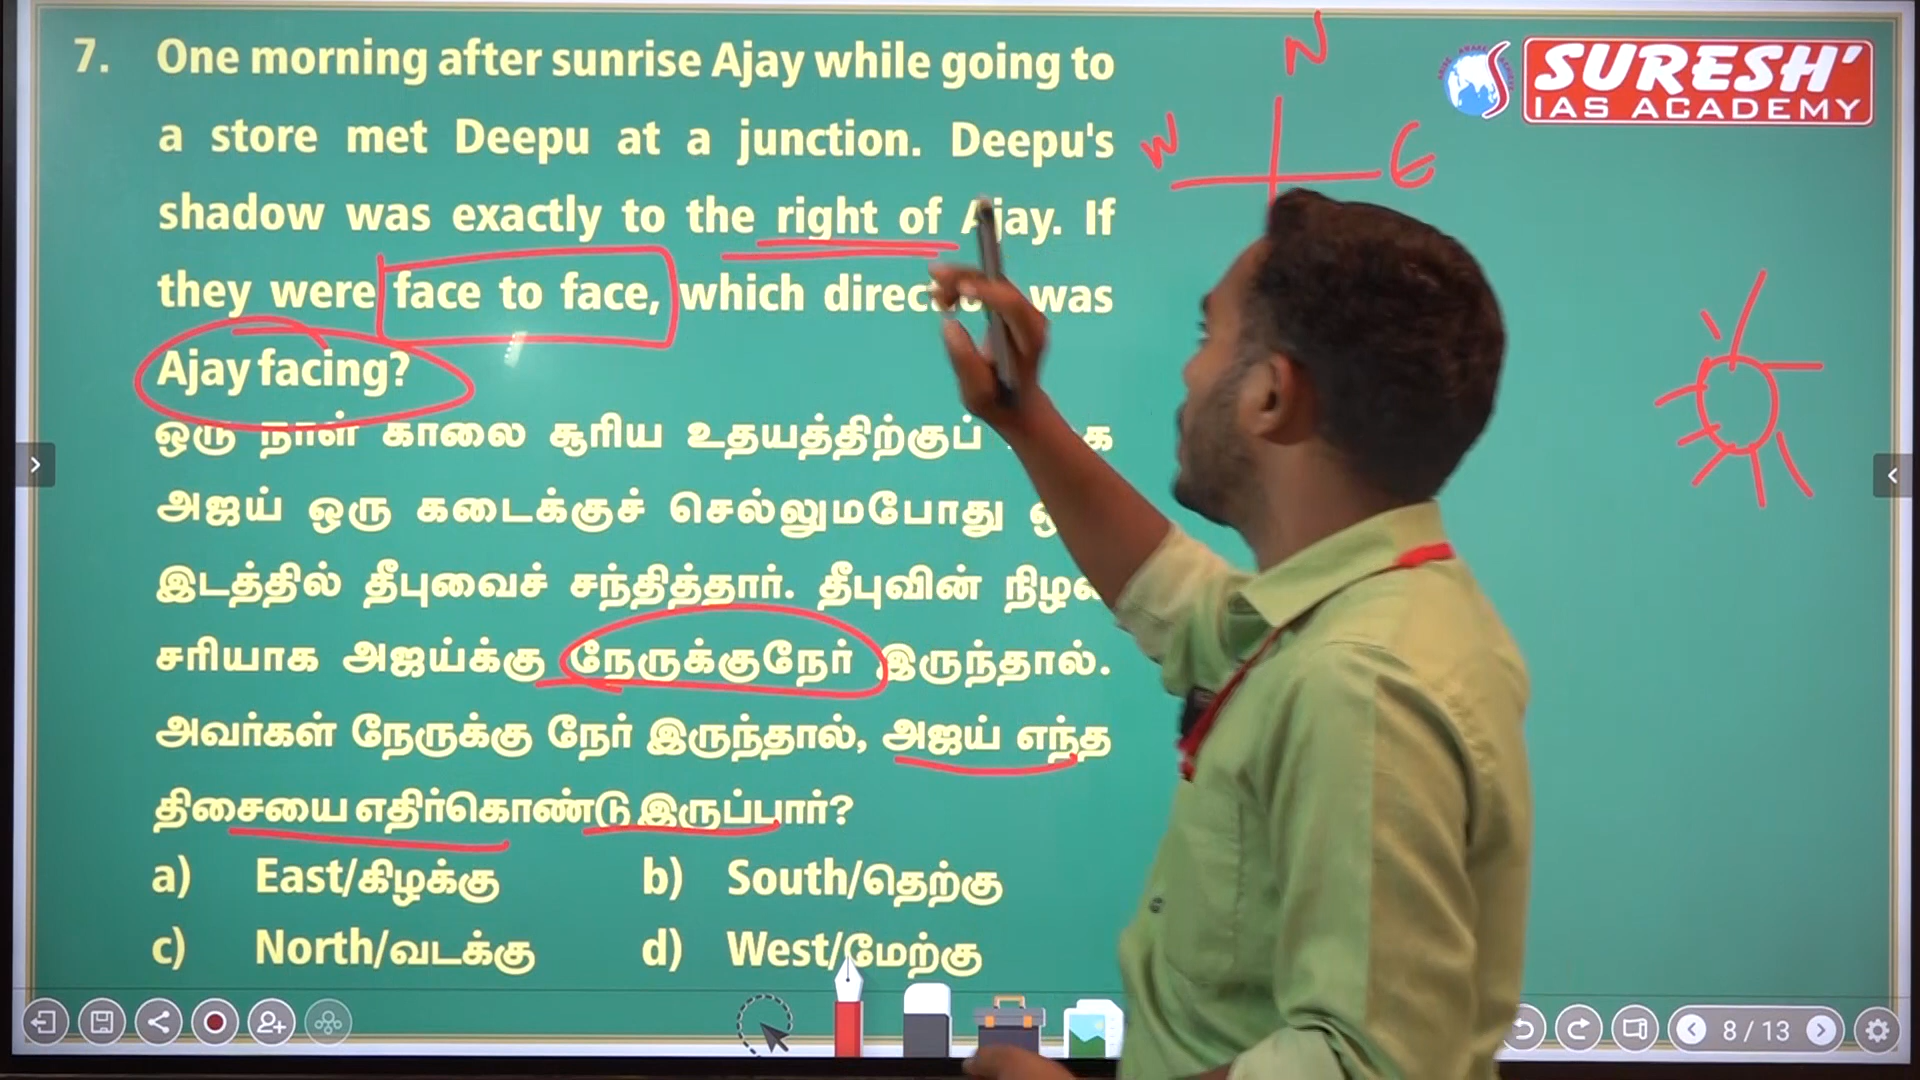 7. One morning after sunrise Ajay while going to
a store met Deepu at a junction. Deepu's
shadow was exactly to the right of Ajay. If
they were face to face, which was
Ajay facing?
ஒரு நாள் காலை சூரிய உதயத்திற்குப்
அஜய் ஒரு கடைக்குச் செல்லுமபோது
இடத்தில் தீபுவைச் சந்தித்தார். தீபுவின்
சரியாக அஜய்க்கு நேருக்குநேர் இருந்தால்.
அவர்கள் நேருக்கு நேர் இருந்தால், அஜய் எந்த
திசையை எதிர்கொண்டு இருப்பார்?
a) East/கிழக்கு b) South/தெற்கு
c) North/வடக்கு d) West/மேற்கு
N
W E
SURESH'
IAS ACADEMY
8 / 13